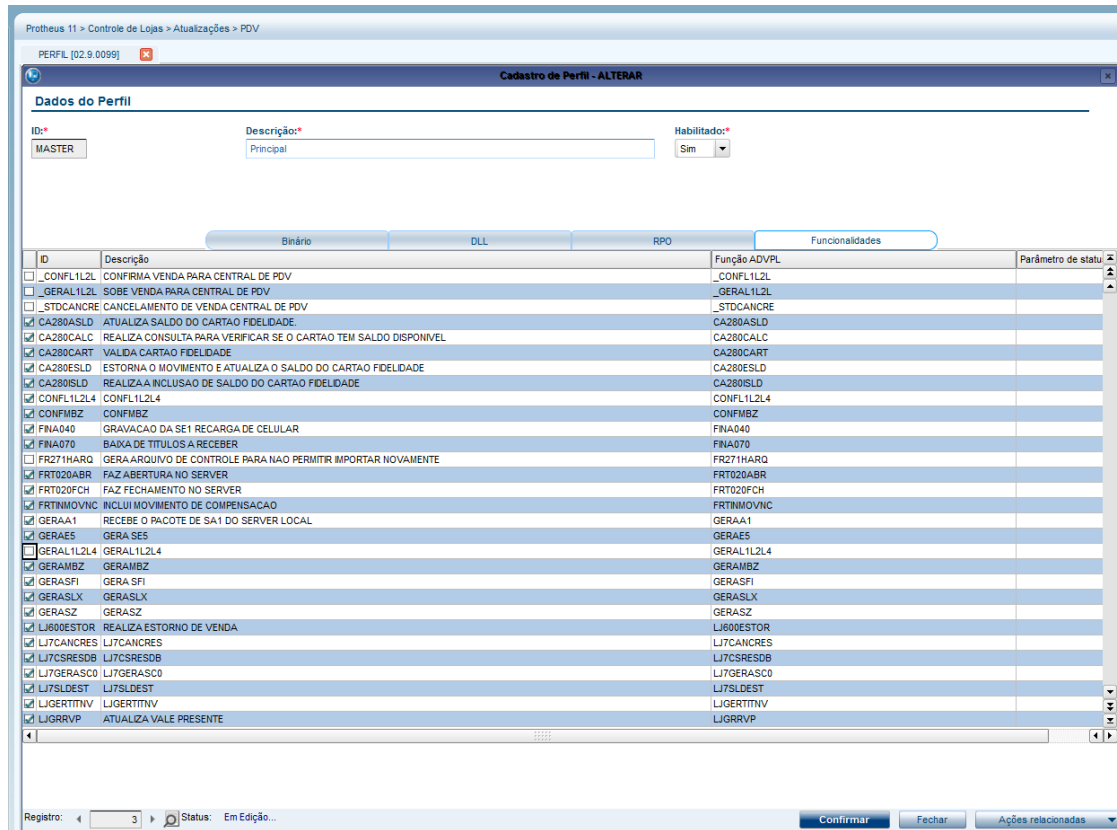 Protheus 11 > Controle de Lojas > Atualizações > PDV
PERFIL [02.9.0099]
Cadastro de Perfil - ALTERAR
Dados do Perfil
ID:* Descrição:* Habilitado:*
MASTER Principal Sim
Binário DLL RPO Funcionalidades
ID Descrição Função ADVPL Parâmetro de statu
_CONFL1L2L CONFIRMA VENDA PARA CENTRAL DE PDV _CONFL1L2L
_GERAL1L2L SOBE VENDA PARA CENTRAL DE PDV _GERAL1L2L
_STDCANCRE CANCELAMENTO DE VENDA CENTRAL DE PDV _STDCANCRE
CA280ASLD ATUALIZA SALDO DO CARTAO FIDELIDADE. CA280ASLD
CA280CALC REALIZA CONSULTA PARA VERIFICAR SE O CARTAO TEM SALDO DISPONIVEL CA280CALC
CA280CART VALIDA CARTAO FIDELIDADE CA280CART
CA280ESLD ESTORNA O MOVIMENTO E ATUALIZA O SALDO DO CARTAO FIDELIDADE CA280ESLD
CA280ISLD REALIZA A INCLUSAO DE SALDO DO CARTAO FIDELIDADE CA280ISLD
CONFL1L2L4 CONFL1L2L4 CONFL1L2L4
CONFMBZ CONFMBZ CONFMBZ
FINA040 GRAVACAO DA SE1 RECARGA DE CELULAR FINA040
FINA070 BAIXA DE TITULOS A RECEBER FINA070
FR271HARQ GERA ARQUIVO DE CONTROLE PARA NAO PERMITIR IMPORTAR NOVAMENTE FR271HARQ
FRT020ABR FAZ ABERTURA NO SERVER FRT020ABR
FRT020FCH FAZ FECHAMENTO NO SERVER FRT020FCH
FRTINMOVNC INCLUI MOVIMENTO DE COMPENSACAO FRTINMOVNC
GERAA1 RECEBE O PACOTE DE SA1 DO SERVER LOCAL GERAA1
GERAE5 GERA SE5 GERAE5
GERAL1L2L4 GERAL1L2L4 GERAL1L2L4
GERAMBZ GERAMBZ GERAMBZ
GERASFI GERA SFI GERASFI
GERASLX GERASLX GERASLX
GERASZ GERASZ GERASZ
LJ600ESTOR REALIZA ESTORNO DE VENDA LJ600ESTOR
LJ7CANCRES LJ7CANCRES LJ7CANCRES
LJ7CSRESDB LJ7CSRESDB LJ7CSRESDB
LJ7GERASC0 LJ7GERASC0 LJ7GERASC0
LJ7SLDEST LJ7SLDEST LJ7SLDEST
LJGERTITNV LJGERTITNV LJGERTITNV
LJGRRVP ATUALIZA VALE PRESENTE LJGRRVP
Registro: 3 Status: Em Edição... Confirmar Fechar Ações relacionadas